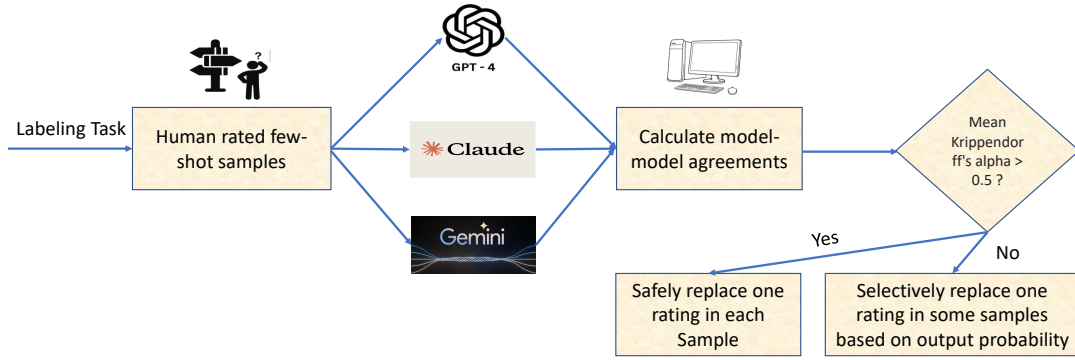 GPT - 4
?
Labeling Task
Human rated few-
shot samples
Claude
Gemini
Calculate model-
model agreements
Mean
Krippendor
ff's alpha >
0.5 ?
Yes
No
Safely replace one
rating in each
Sample
Selectively replace one
rating in some samples
based on output probability